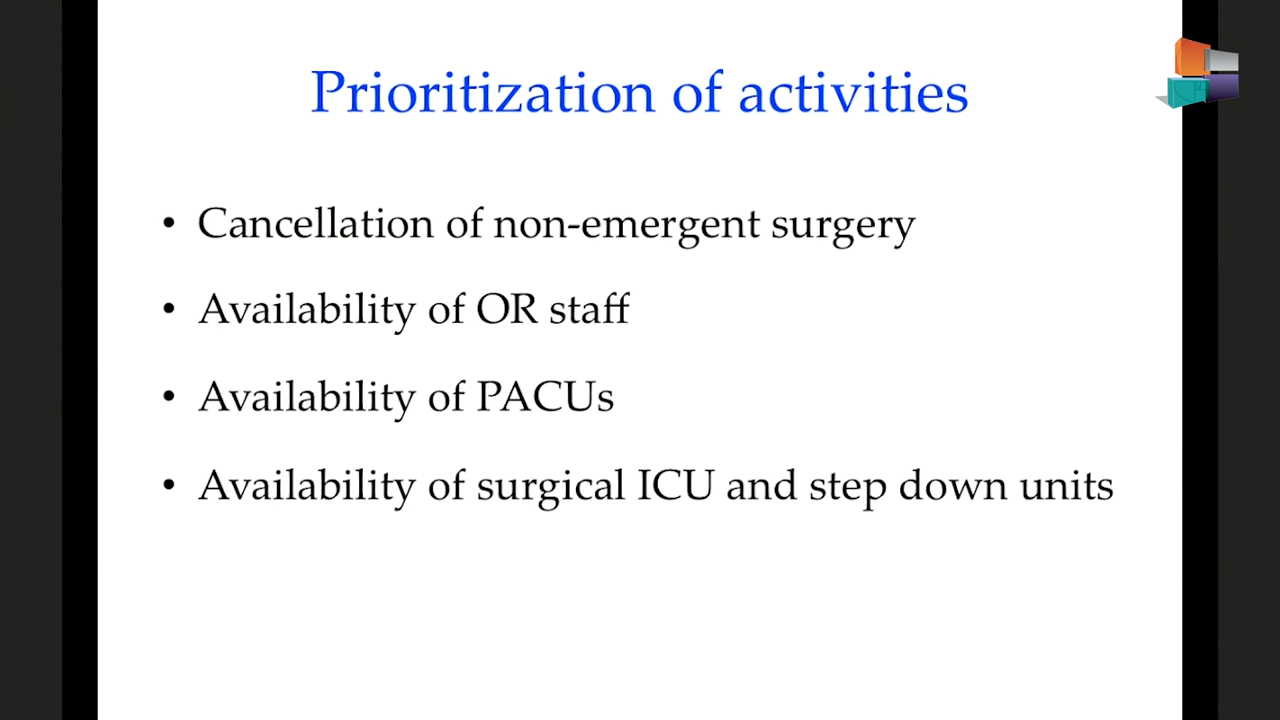 Prioritization of activities
• Cancellation of non-emergent surgery
• Availability of OR staff
• Availability of PACUs
• Availability of surgical ICU and step down units